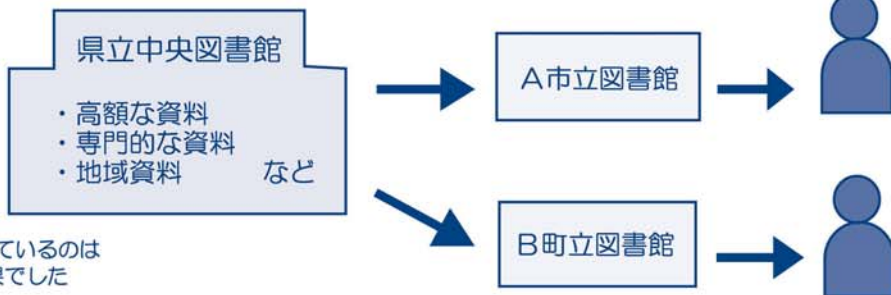 県立中央図書館
・高額な資料
・専門的な資料
・地域資料　など
A市立図書館
B町立図書館
ているのは
でした